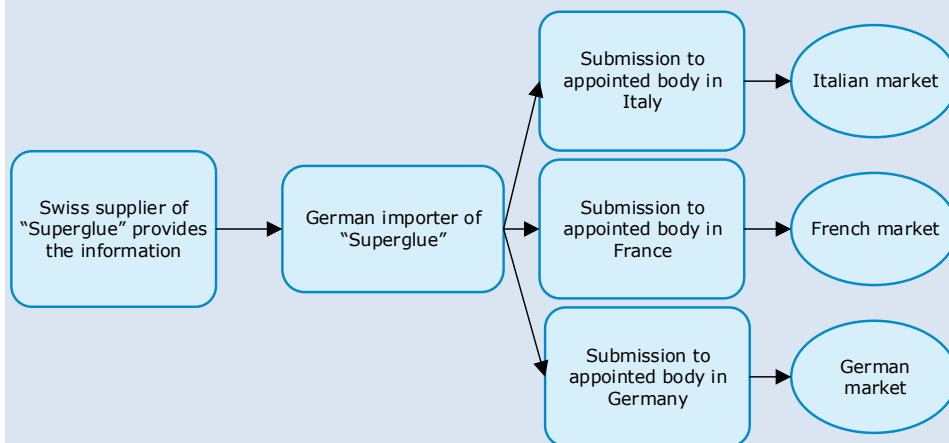 Swiss supplier of
“Superglue” provides
the information
German importer of
“Superglue”
Submission to
appointed body in
Italy
Italian market
Submission to
appointed body in
France
French market
Submission to
appointed body in
Germany
German
market